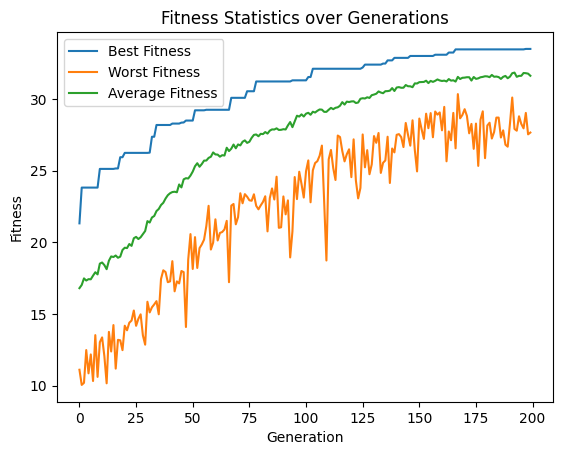 Fitness Statistics over Generations
Best Fitness
Worst Fitness
Average Fitness
Fitness
30
25
20
15
10
0
25
50
75
100
125
150
175
200
Generation